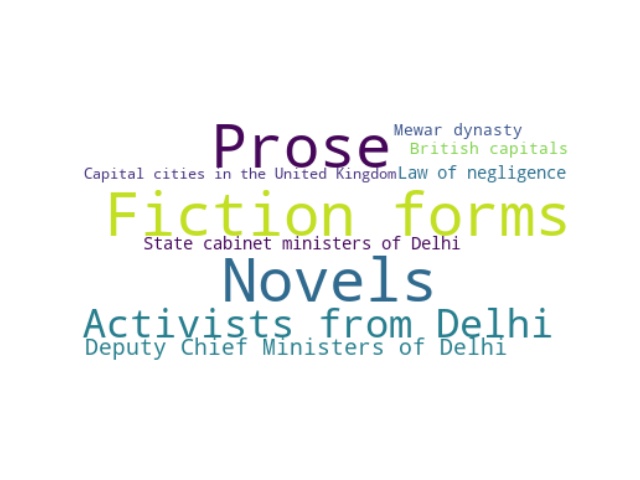 Prose
Mewar dynasty
British capitals
Capital cities in the United Kingdom
Law of negligence
Fiction forms
State cabinet ministers of Delhi
Novels
Activists from Delhi
Deputy Chief Ministers of Delhi